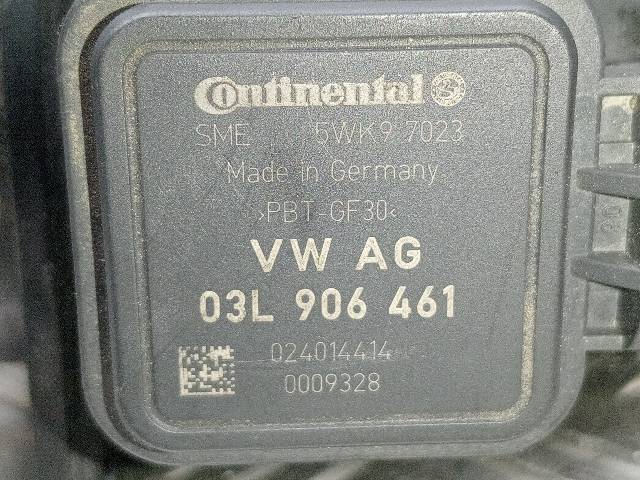 Continental
SME 5WK9 7023
Made in Germany
>PBT-GF30<
VW AG
03L 906 461
024014414
0009328